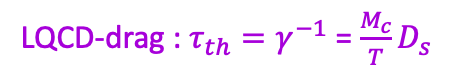 LQCD-drag : τ_th = γ^-1 = M_c/T D_s